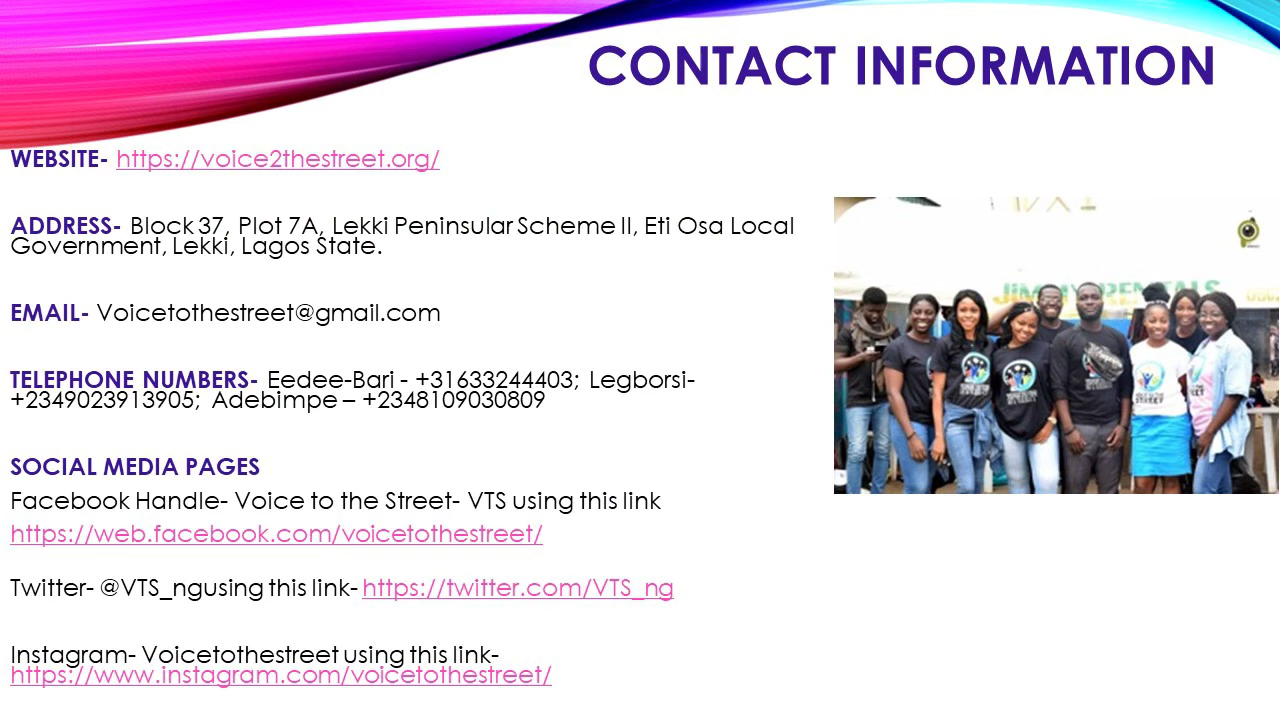 CONTACT INFORMATION
WEBSITE- https://voice2thestreet.org/
ADDRESS- Block 37, Plot 7A, Lekki Peninsular Scheme II, Eti Osa Local
Government, Lekki, Lagos State.
EMAIL- Voicetothestreet@gmail.com
TELEPHONE NUMBERS- Eedee-Bari - +31633244403; Legborsi-
+2349023913905; Adebimpe – +2348109030809
SOCIAL MEDIA PAGES
Facebook Handle- Voice to the Street- VTS using this link
https://web.facebook.com/voicetothestreet/
Twitter- @VTS_ngusing this link- https://twitter.com/VTS_ng
Instagram- Voicetothestreet using this link-
https://www.instagram.com/voicetothestreet/
JIMMY RENTALS
STREET